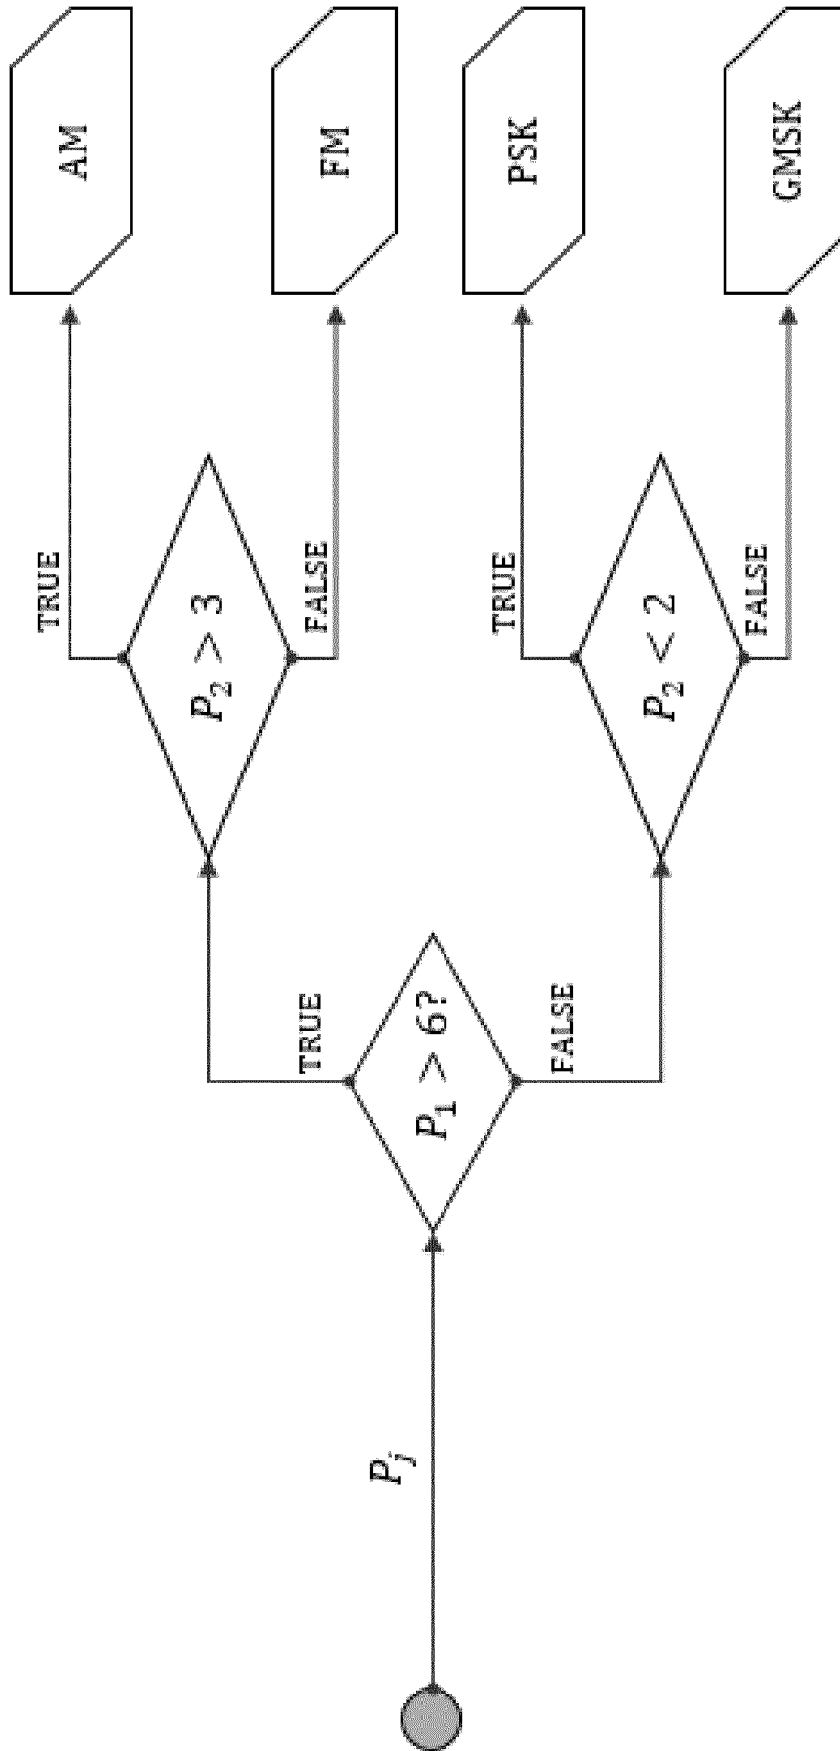 P_j
P_1 > 6?
TRUE
FALSE
P_2 > 3
TRUE
FALSE
P_2 < 2
TRUE
FALSE
AM
FM
PSK
GMSK